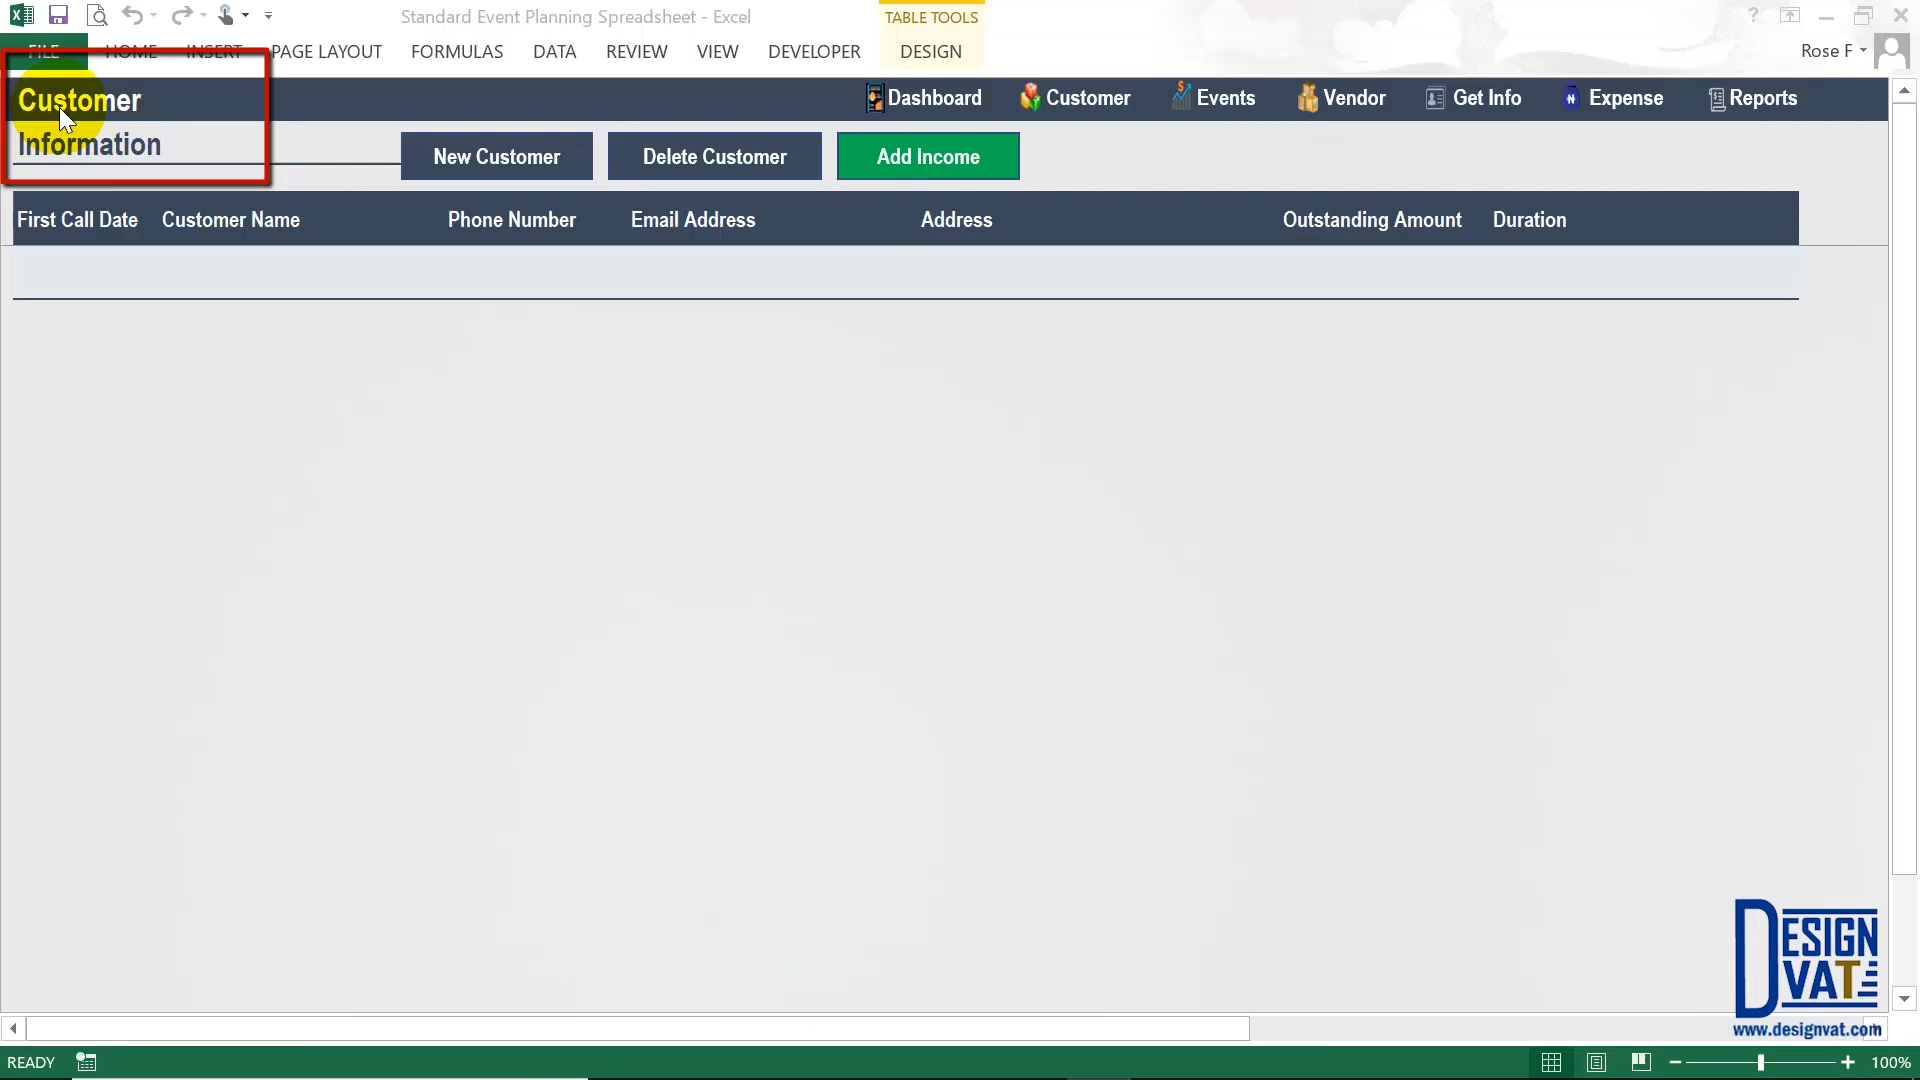 Standard Event Planning Spreadsheet - Excel
TABLE TOOLS
?
FILE HOME INSERT PAGE LAYOUT FORMULAS DATA REVIEW VIEW DEVELOPER DESIGN
Rose F
Customer
Information
Dashboard Customer Events Vendor Get Info Expense Reports
New Customer Delete Customer Add Income
First Call Date Customer Name Phone Number Email Address Address Outstanding Amount Duration
DESIGN
VAT
www.designvat.com
READY
100%